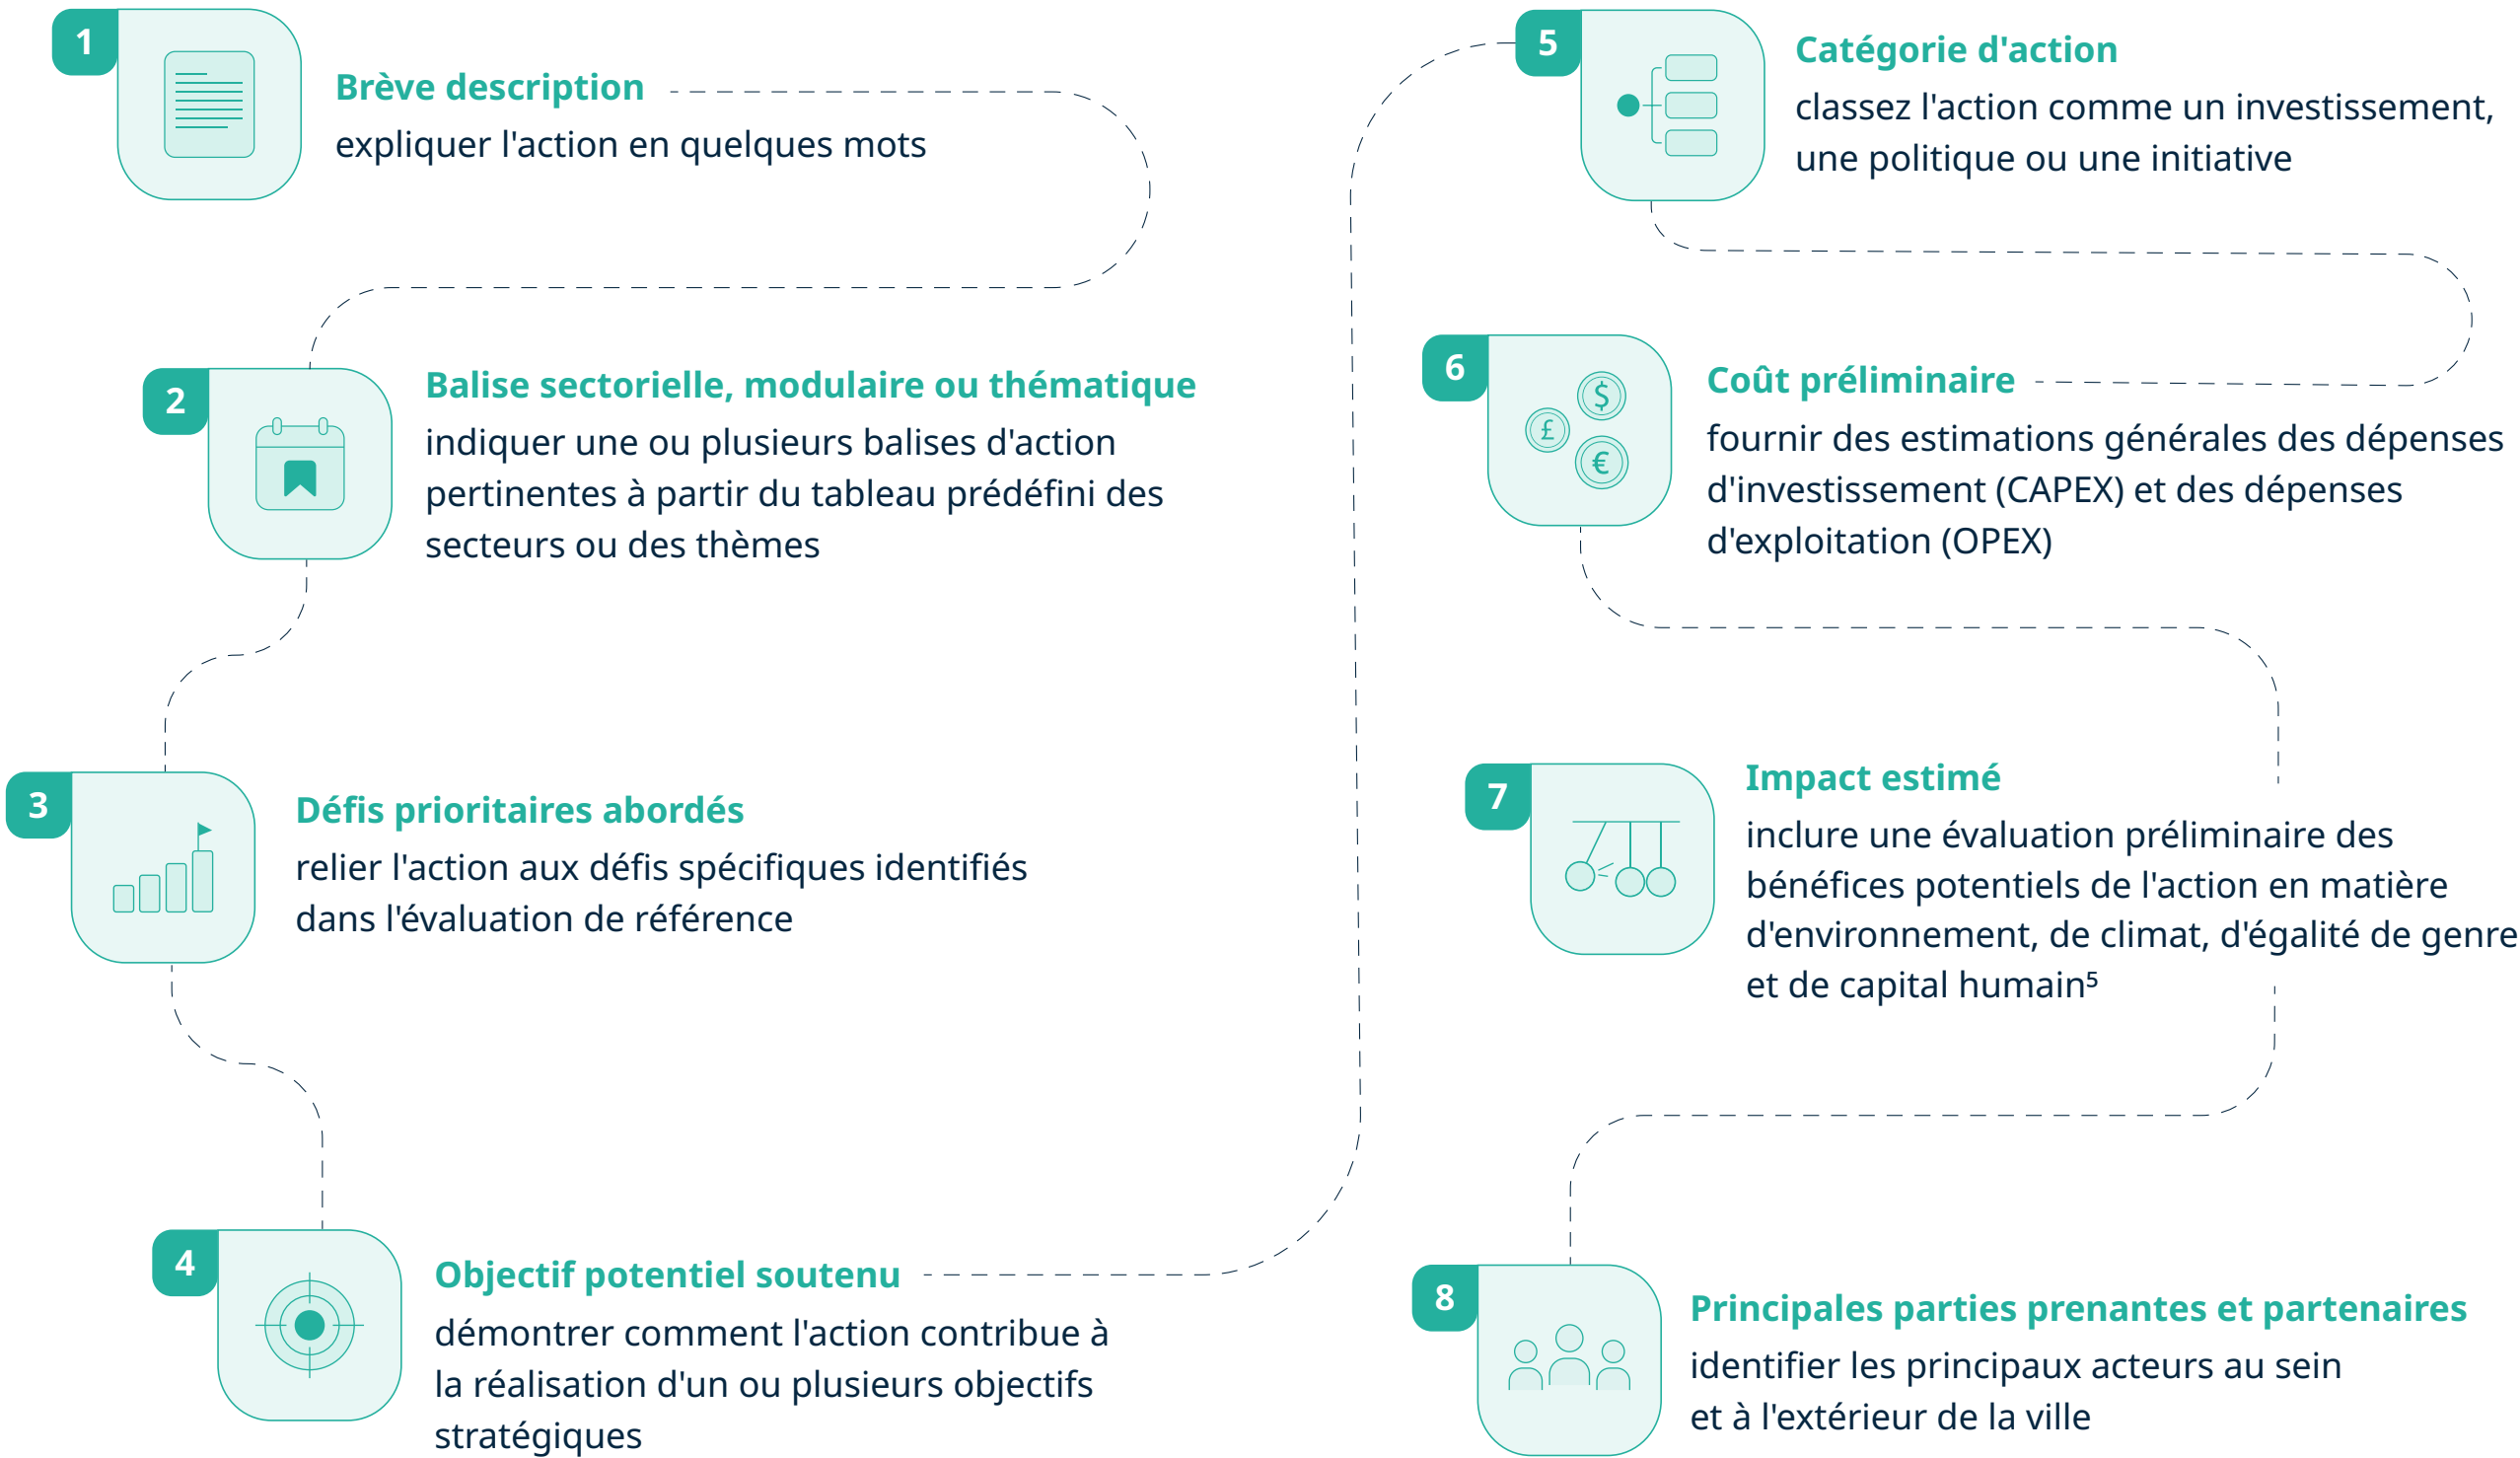 1
Brève description
expliquer l'action en quelques mots
2
Balise sectorielle, modulaire ou thématique
indiquer une ou plusieurs balises d'action
pertinentes à partir du tableau prédéfini des
secteurs ou des thèmes
3
Défis prioritaires abordés
relier l'action aux défis spécifiques identifiés
dans l'évaluation de référence
4
Objectif potentiel soutenu
démontrer comment l'action contribue à
la réalisation d'un ou plusieurs objectifs
stratégiques
5
Catégorie d'action
classez l'action comme un investissement,
une politique ou une initiative
6
$
£
€
Coût préliminaire
fournir des estimations générales des dépenses
d'investissement (CAPEX) et des dépenses
d'exploitation (OPEX)
7
Impact estimé
inclure une évaluation préliminaire des
bénéfices potentiels de l'action en matière
d'environnement, de climat, d'égalité de genre
et de capital humain⁵
8
Principales parties prenantes et partenaires
identifier les principaux acteurs au sein
et à l'extérieur de la ville